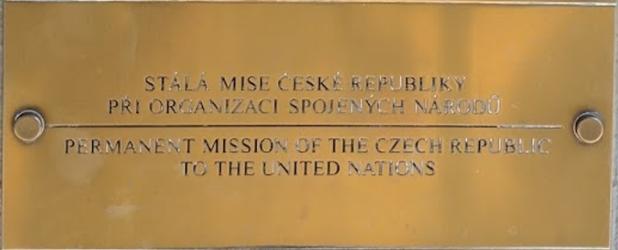 STÁLÁ MISE ČESKÉ REPUBLIKY
PŘI ORGANIZACI SPOJENÝCH NÁRODŮ
PERMANENT MISSION OF THE CZECH REPUBLIC
TO THE UNITED NATIONS